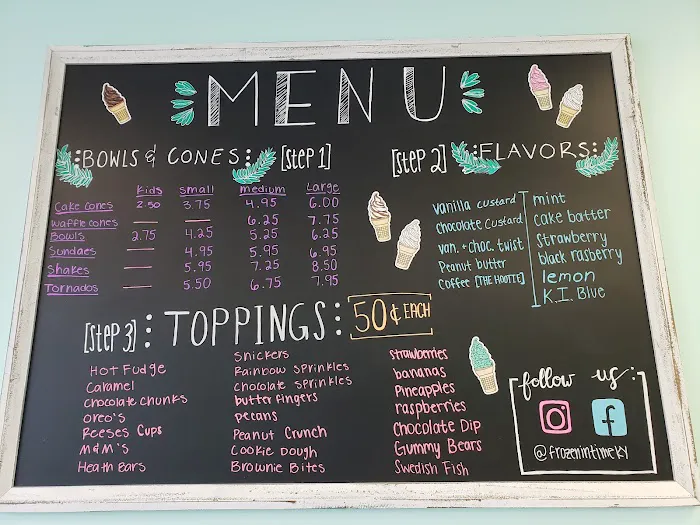 MENU
BOWLS & CONES: [StEP 1]
Kids small medium Large
Cake cones 2.50 3.75 4.95 6.00
Waffle cones — — 6.25 7.75
Bowls 2.75 4.25 5.25 6.25
Sundaes — 4.95 5.95 6.95
Shakes — 5.95 7.25 8.50
Tornados — 5.50 6.75 7.95
[StEP 2] :FLAVORS:
vanilla custard
chocolate custard
van. + choc. twist
Peanut butter
Coffee [THE HOOTIE]
mint
cake batter
strawberry
black rasberry
lemon
K.I. Blue
[StEP 3] : TOPPINGS: 50¢ EACH
HOT FUDGE
Caramel
Chocolate CHUNKS
OREO'S
REESES CUPS
M&M'S
HEATH BARS
SNICKERS
RAINBOW SPRINKLES
CHOCOLATE SPRINKLES
butterfingers
pecans
Peanut Crunch
COOKIE DOUGH
BROWNIE BITES
strawberries
bananas
Pineapples
raspberries
Chocolate Dip
Gummy Bears
Swedish Fish
follow us:
@frozenintimeky